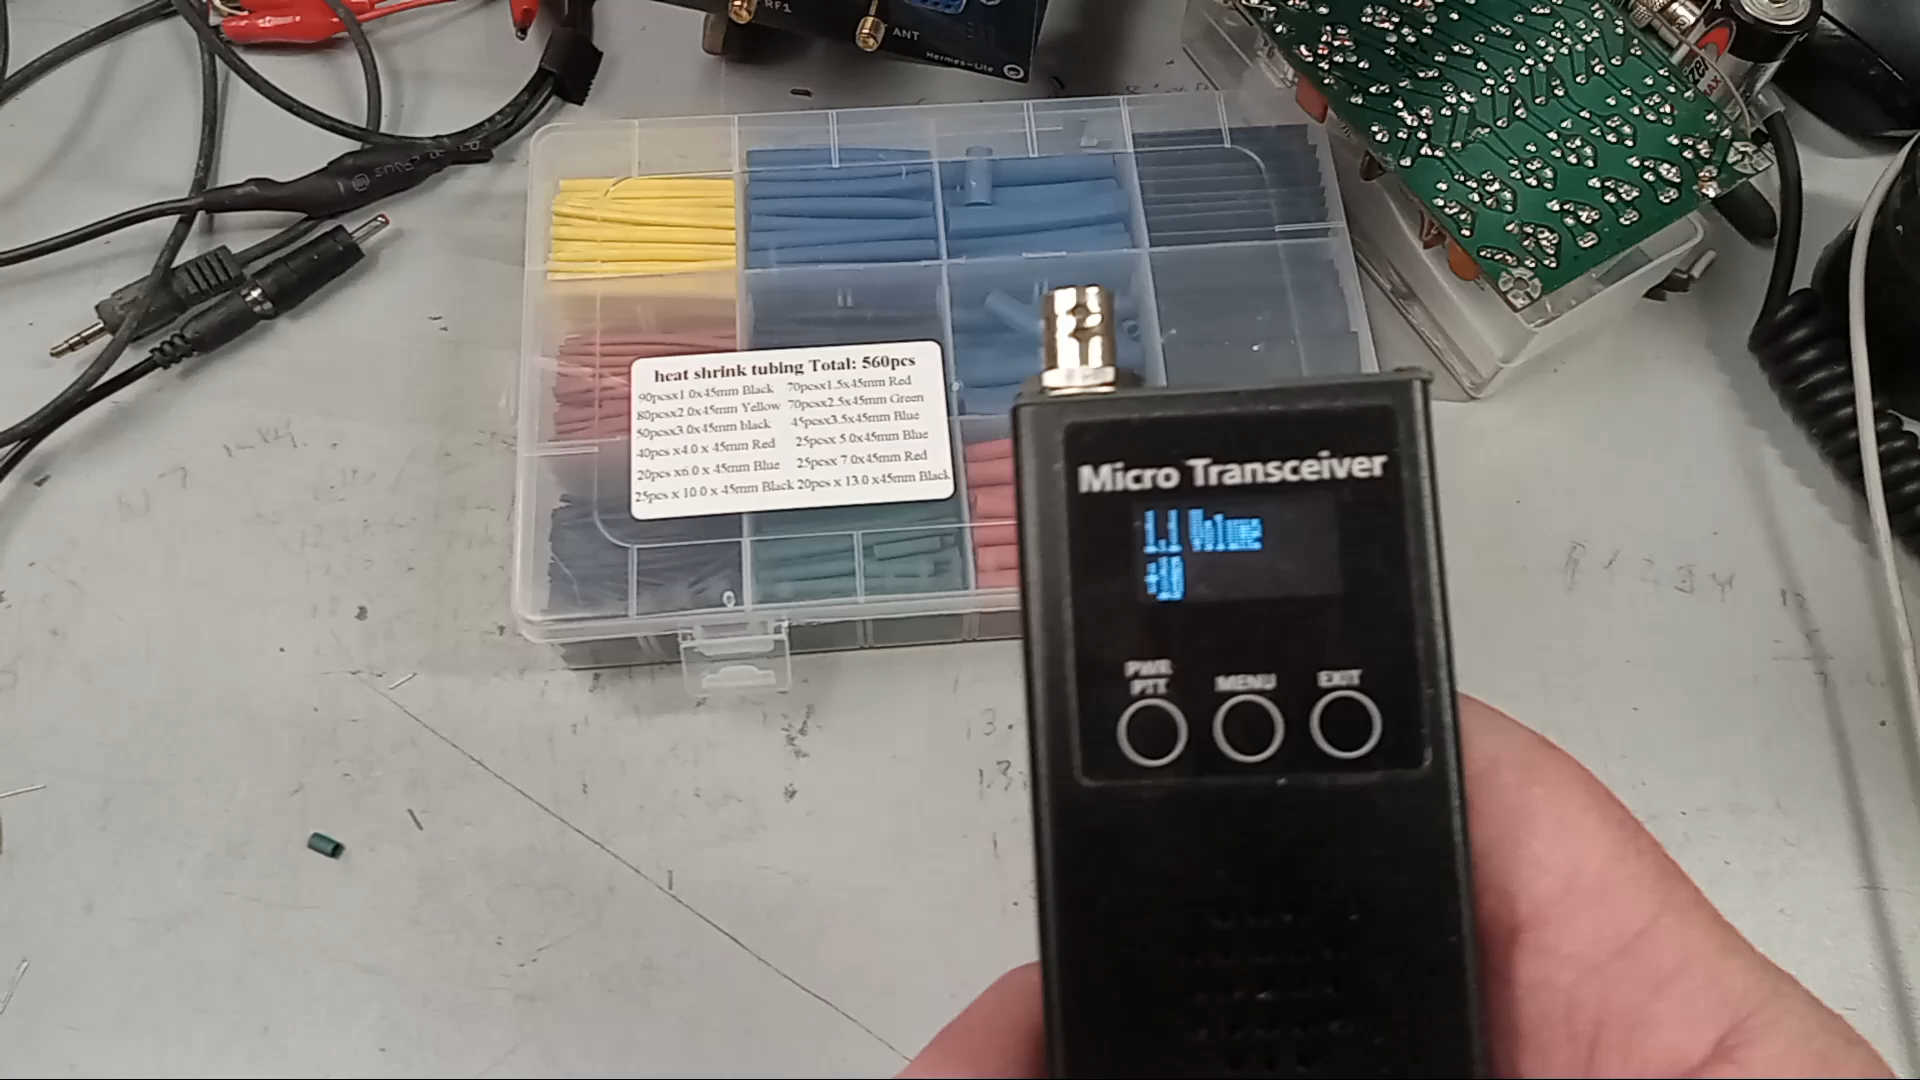 RF1
ANT
Hermes-Lite
heat shrink tubing Total: 560pcs
90pcsx1.0x45mm Black 70pcsx1.5x45mm Red
80pcsx2.0x45mm Yellow 70pcsx2.5x45mm Green
50pcsx3.0x45mm black 45pcsx3.5x45mm Blue
40pcs x4.0 x 45mm Red 25pcsx 5.0x45mm Blue
20pcs x6.0 x 45mm Blue 25pcsx 7.0x45mm Red
25pcs x 10.0 x 45mm Black 20pcs x 13.0 x45mm Black
Micro Transceiver
1.1 Volume
+10
PWR
PTT
MENU
EXIT